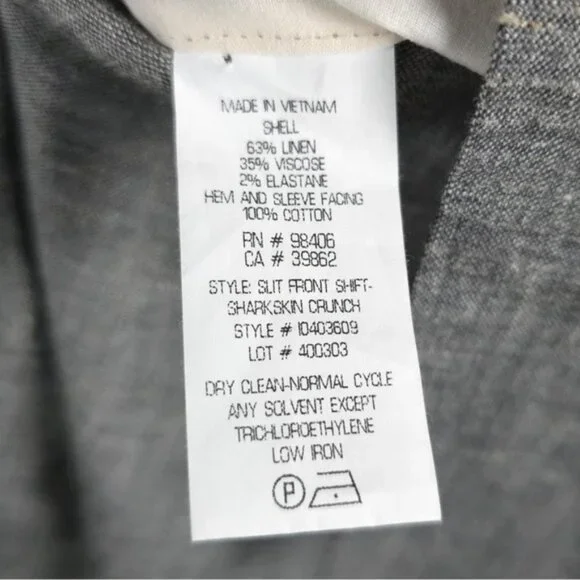 MADE IN VIETNAM
SHELL
63% LINEN
35% VISCOSE
2% ELASTANE
HEM AND SLEEVE FACING
100% COTTON
RN # 98406
CA # 39862
STYLE: SLIT FRONT SHIFT-
SHARKSKIN CRUNCH
STYLE # 10403609
LOT # 400303
DRY CLEAN-NORMAL CYCLE
ANY SOLVENT EXCEPT
TRICHLOROETHYLENE
LOW IRON
P